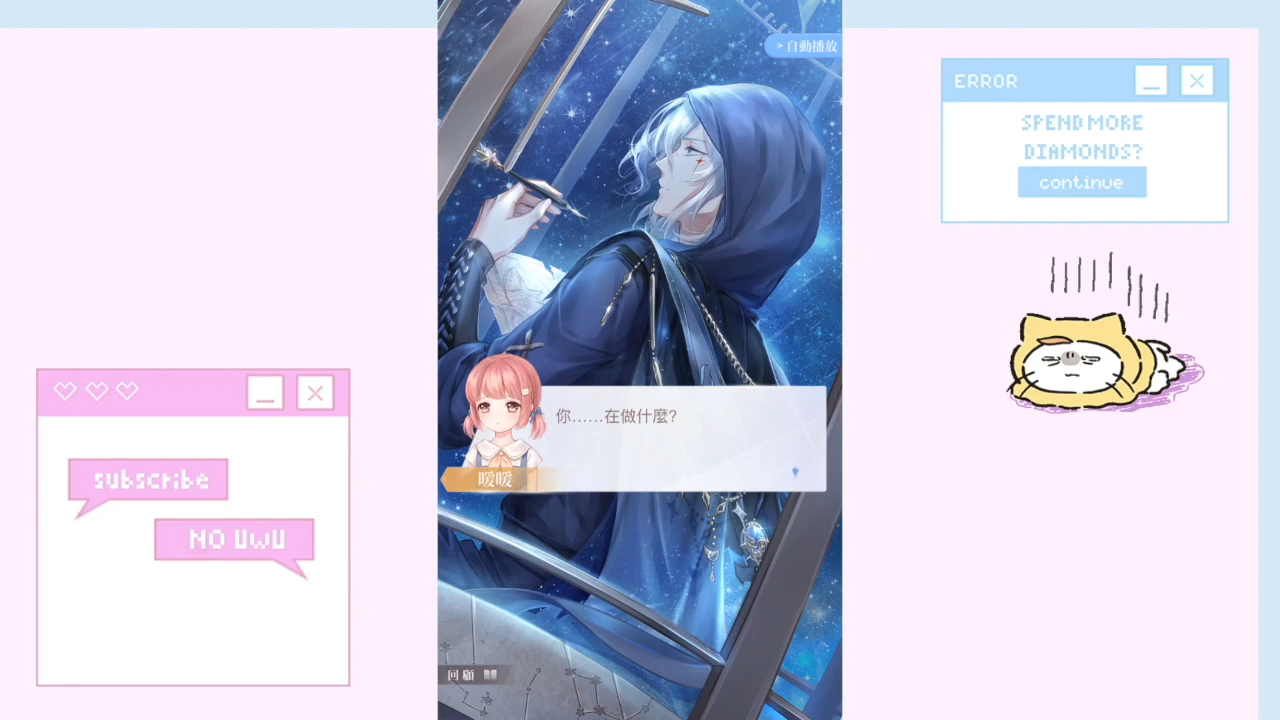 > 自動播放
ERROR
SPEND MORE
DIAMONDS?
continue
你……在做什麼?
暖暖
subscribe
NO UwU
回顧